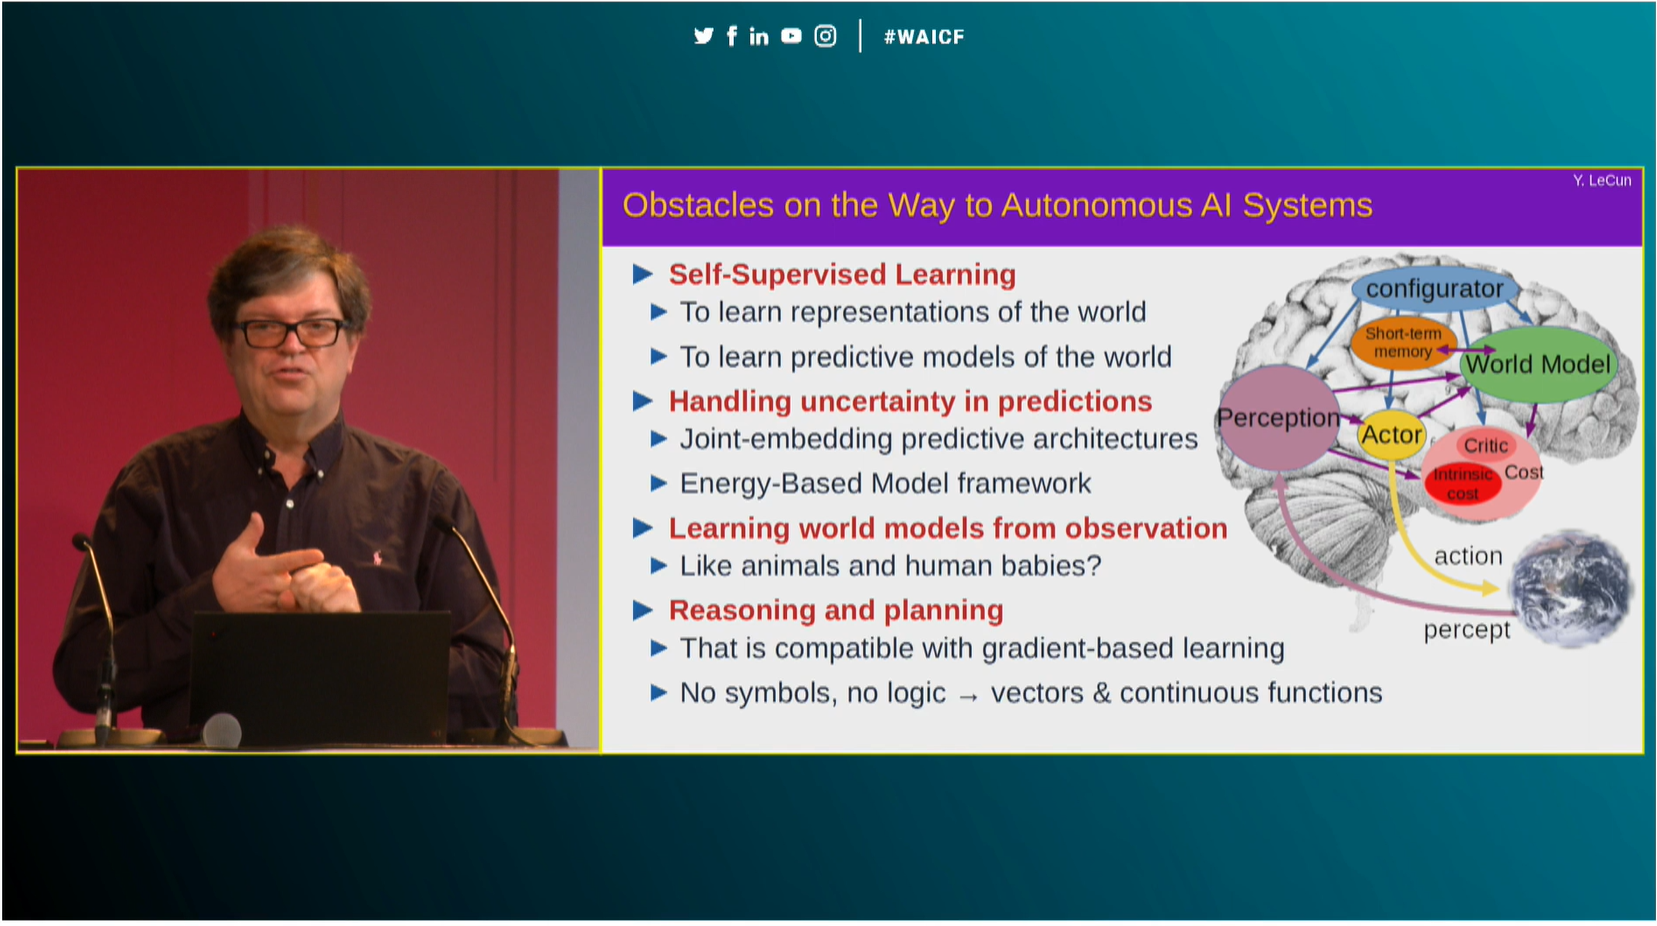 #WAICF
Y. LeCun
Obstacles on the Way to Autonomous AI Systems
Self-Supervised Learning
To learn representations of the world
To learn predictive models of the world
Handling uncertainty in predictions
Joint-embedding predictive architectures
Energy-Based Model framework
Learning world models from observation
Like animals and human babies?
Reasoning and planning
That is compatible with gradient-based learning
No symbols, no logic → vectors & continuous functions
configurator
Short-term
memory
World Model
Perception
Actor
Critic
Intrinsic
cost
Cost
action
percept